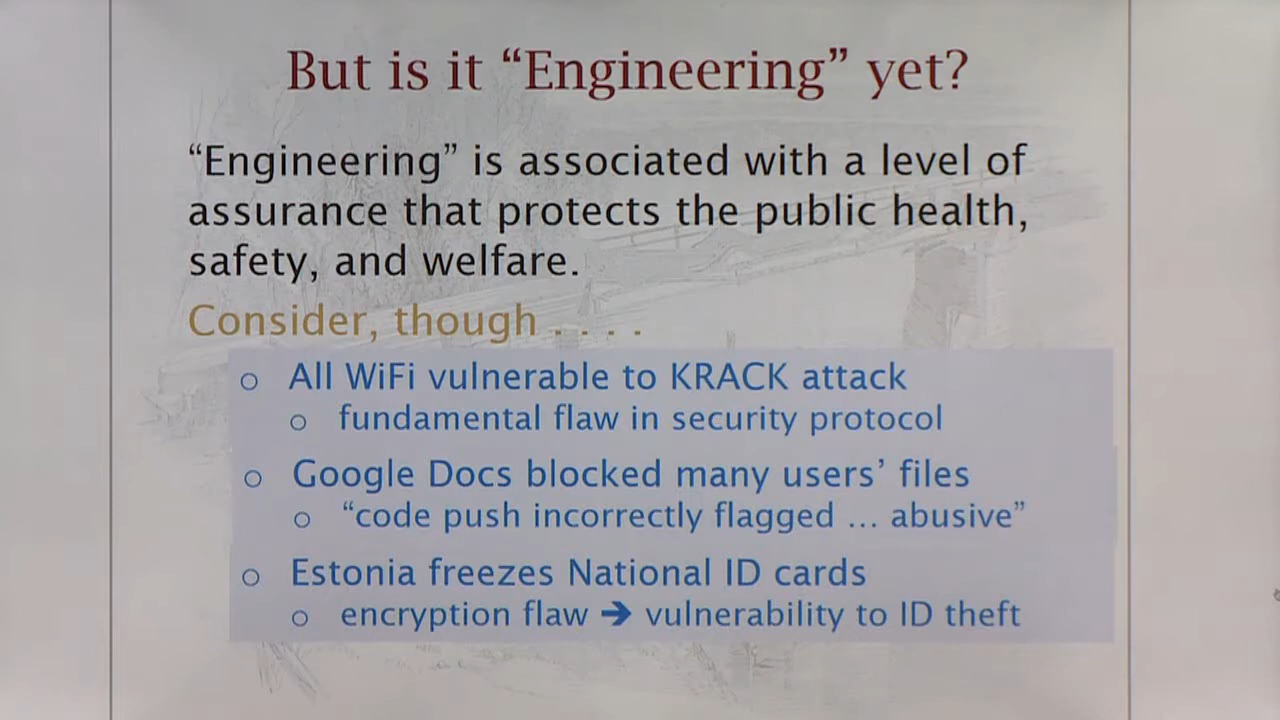 But is it “Engineering” yet?
“Engineering” is associated with a level of
assurance that protects the public health,
safety, and welfare.
Consider, though . . . .
o All WiFi vulnerable to KRACK attack
o fundamental flaw in security protocol
o Google Docs blocked many users’ files
o “code push incorrectly flagged ... abusive”
o Estonia freezes National ID cards
o encryption flaw ➔ vulnerability to ID theft